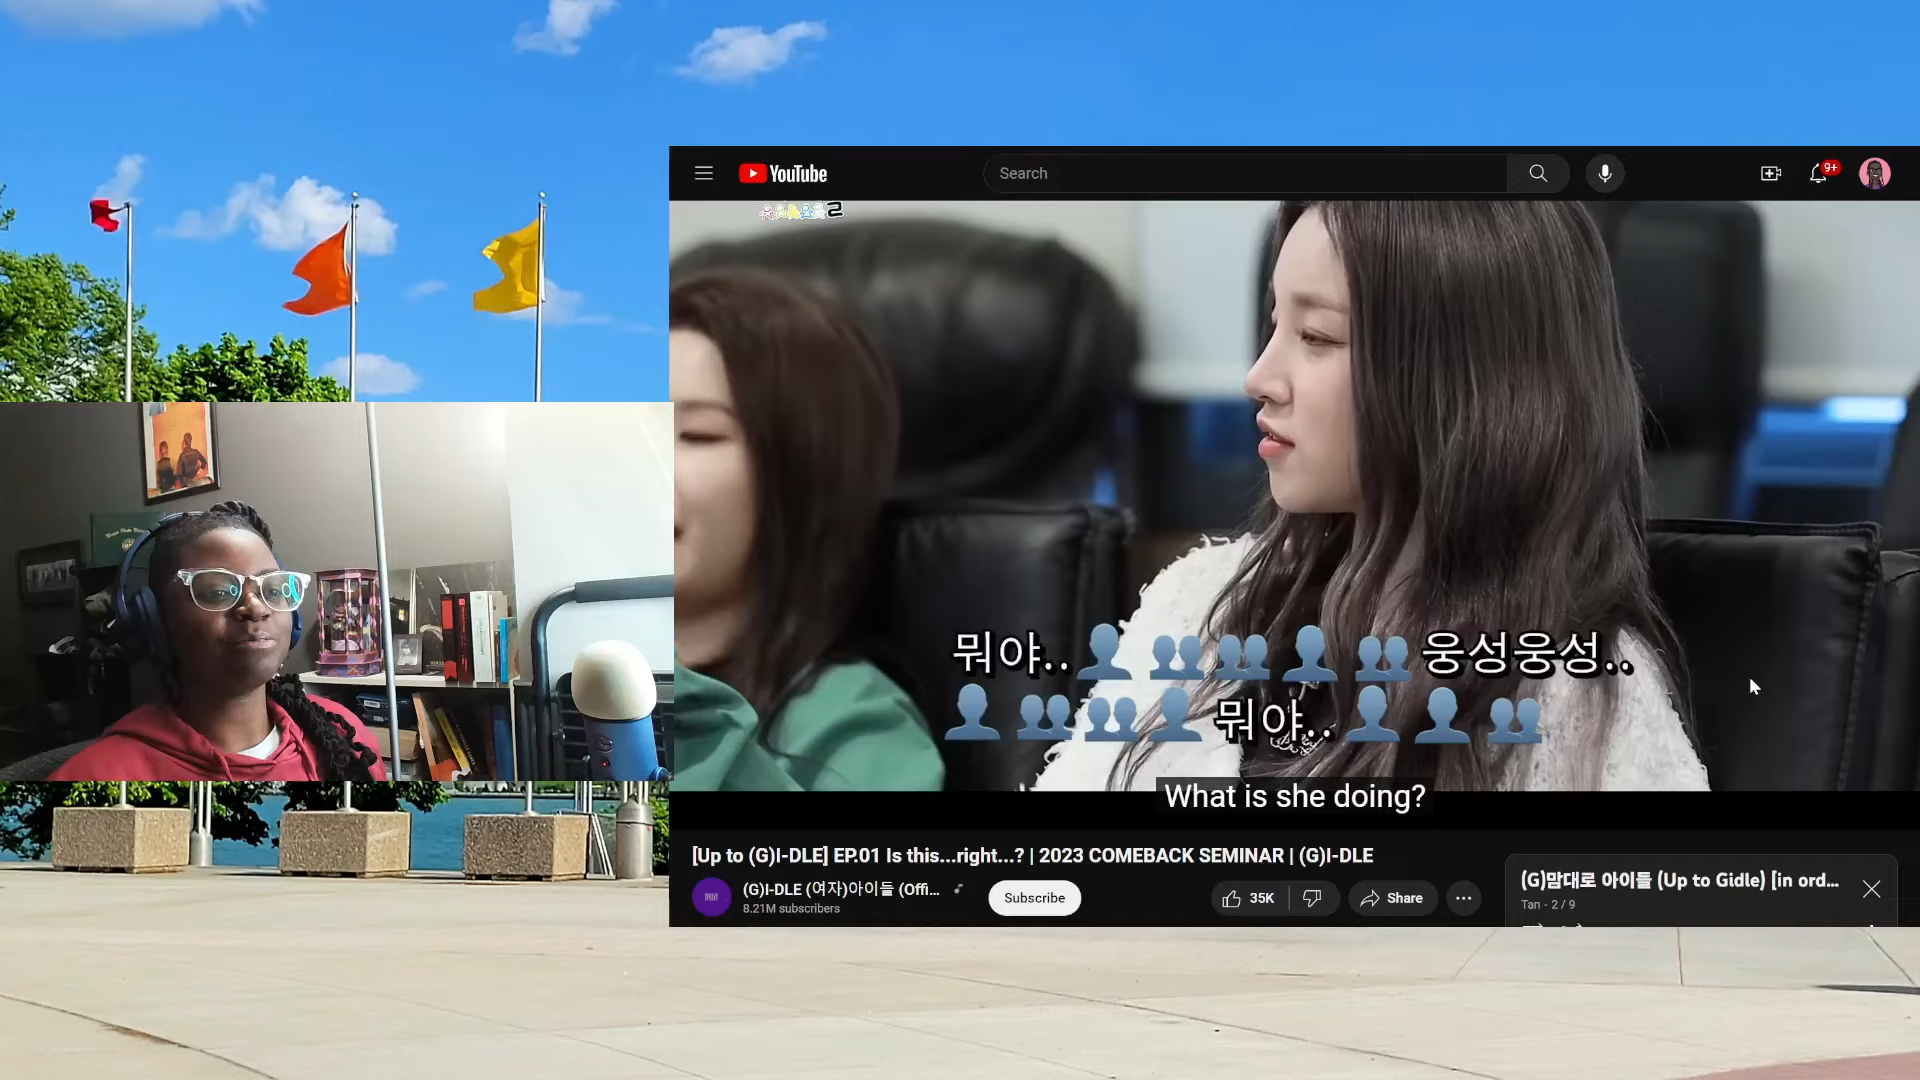 YouTube
Search
9+
2
뭐야.. 웅성웅성..
뭐야..
What is she doing?
[Up to (G)I-DLE] EP.01 Is this...right...? | 2023 COMEBACK SEMINAR | (G)I-DLE
(G)I-DLE (여자)아이들 (Offi...
8.21M subscribers
Subscribe
35K
Share
(G)맘대로 아이들 (Up to Gidle) [in ord...
Tan - 2 / 9